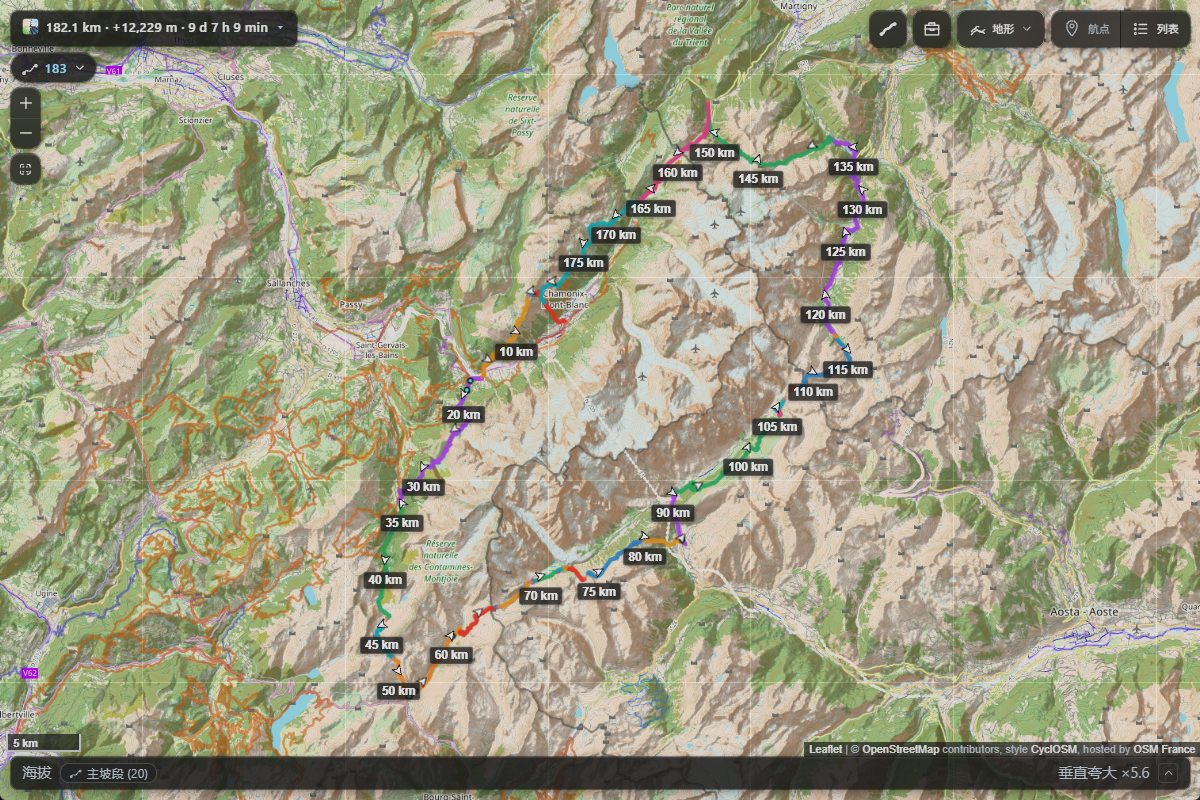 Martigny
Parc naturel
régional
de la Vallée
du Trient
182.1 km · +12,229 m · 9 d 7 h 9 min
地形
航点
列表
Bonneville
183
V61
Marnaz
Cluses
Scionzier
+
−
Réserve
naturelle
de Sixt-
Passy
150 km
135 km
160 km
145 km
165 km
130 km
170 km
125 km
175 km
Sallanches
Chamonix-
Mont-Blanc
Passy
120 km
Saint-Gervais-
les Bains
10 km
115 km
110 km
20 km
105 km
100 km
30 km
90 km
35 km
Réserve
naturelle
des Contamines-
Montjoie
80 km
40 km
70 km
75 km
Ugine
Aosta - Aoste
Quar
45 km
60 km
V62
50 km
lbertville
5 km
Leaflet | © OpenStreetMap contributors, style CyclOSM, hosted by OSM France
海拔
主坡段 (20)
垂直夸大 ×5.6
Bourg-Saint-